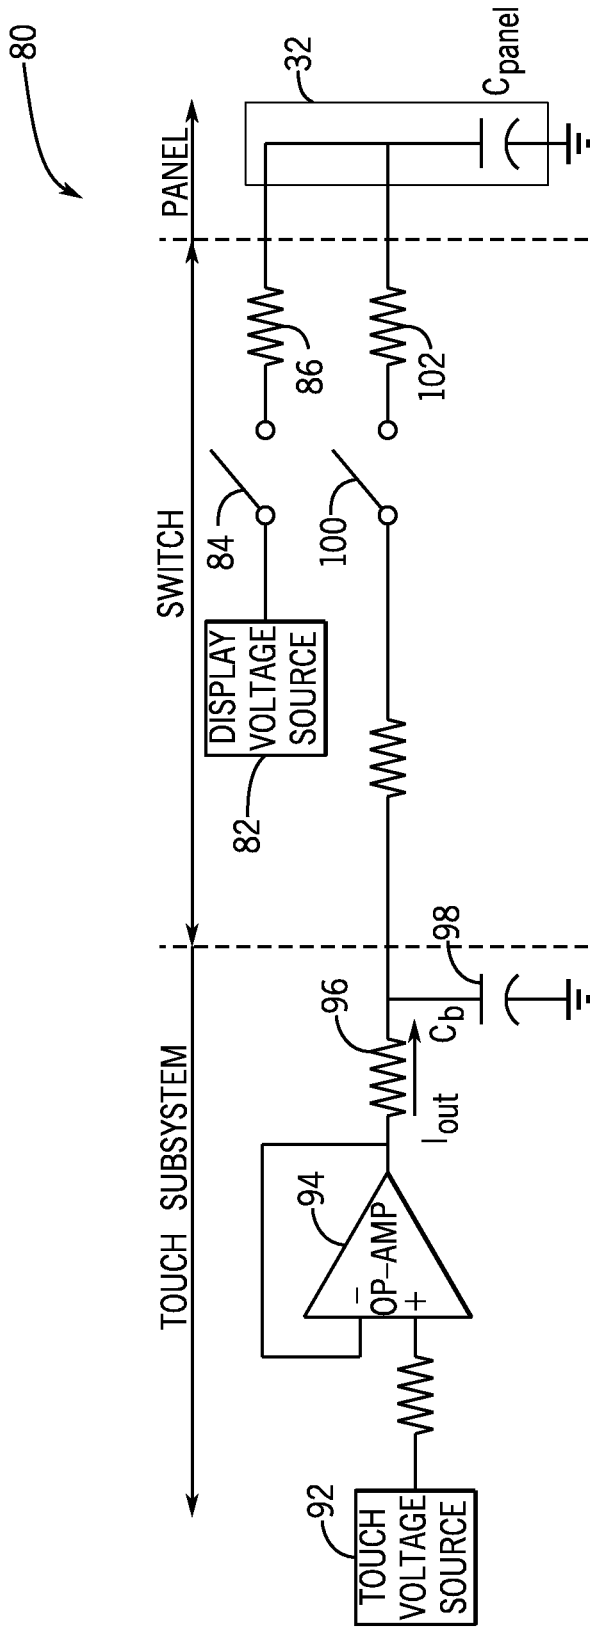 80
TOUCH SUBSYSTEM
SWITCH
PANEL
32
84
86
DISPLAY
VOLTAGE
SOURCE
82
100
102
94
OP-AMP
−
+
96
Iout
Cb
98
Cpanel
92
TOUCH
VOLTAGE
SOURCE